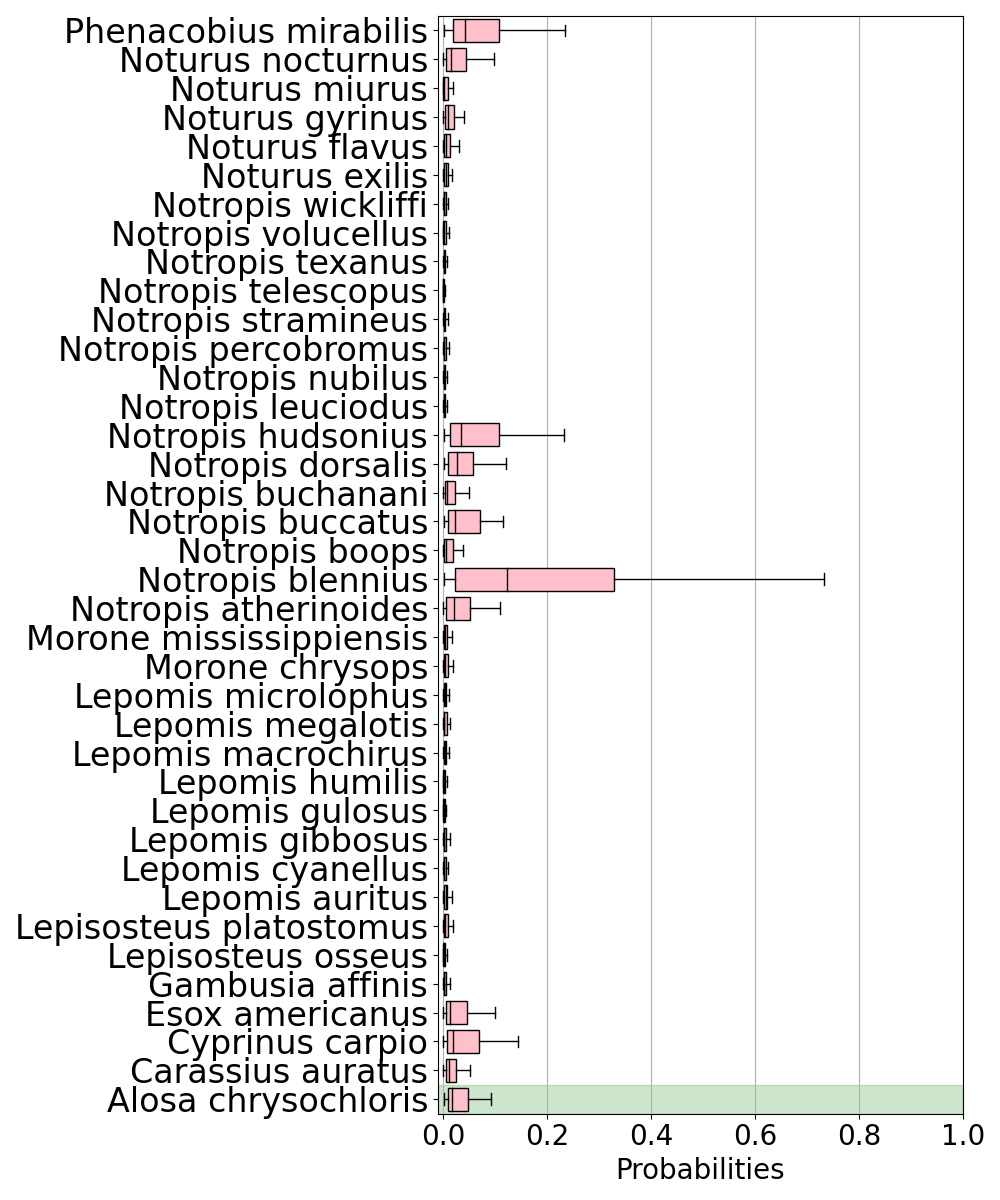 Phenacobius mirabilis
Noturus nocturnus
Noturus miurus
Noturus gyrinus
Noturus flavus
Noturus exilis
Notropis wickliffi
Notropis volucellus
Notropis texanus
Notropis telescopus
Notropis stramineus
Notropis percobromus
Notropis nubilus
Notropis leuciodus
Notropis hudsonius
Notropis dorsalis
Notropis buchanani
Notropis buccatus
Notropis boops
Notropis blennius
Notropis atherinoides
Morone mississippiensis
Morone chrysops
Lepomis microlophus
Lepomis megalotis
Lepomis macrochirus
Lepomis humilis
Lepomis gulosus
Lepomis gibbosus
Lepomis cyanellus
Lepomis auritus
Lepisosteus platostomus
Lepisosteus osseus
Gambusia affinis
Esox americanus
Cyprinus carpio
Carassius auratus
Alosa chrysochloris
0.0 0.2 0.4 0.6 0.8 1.0
Probabilities